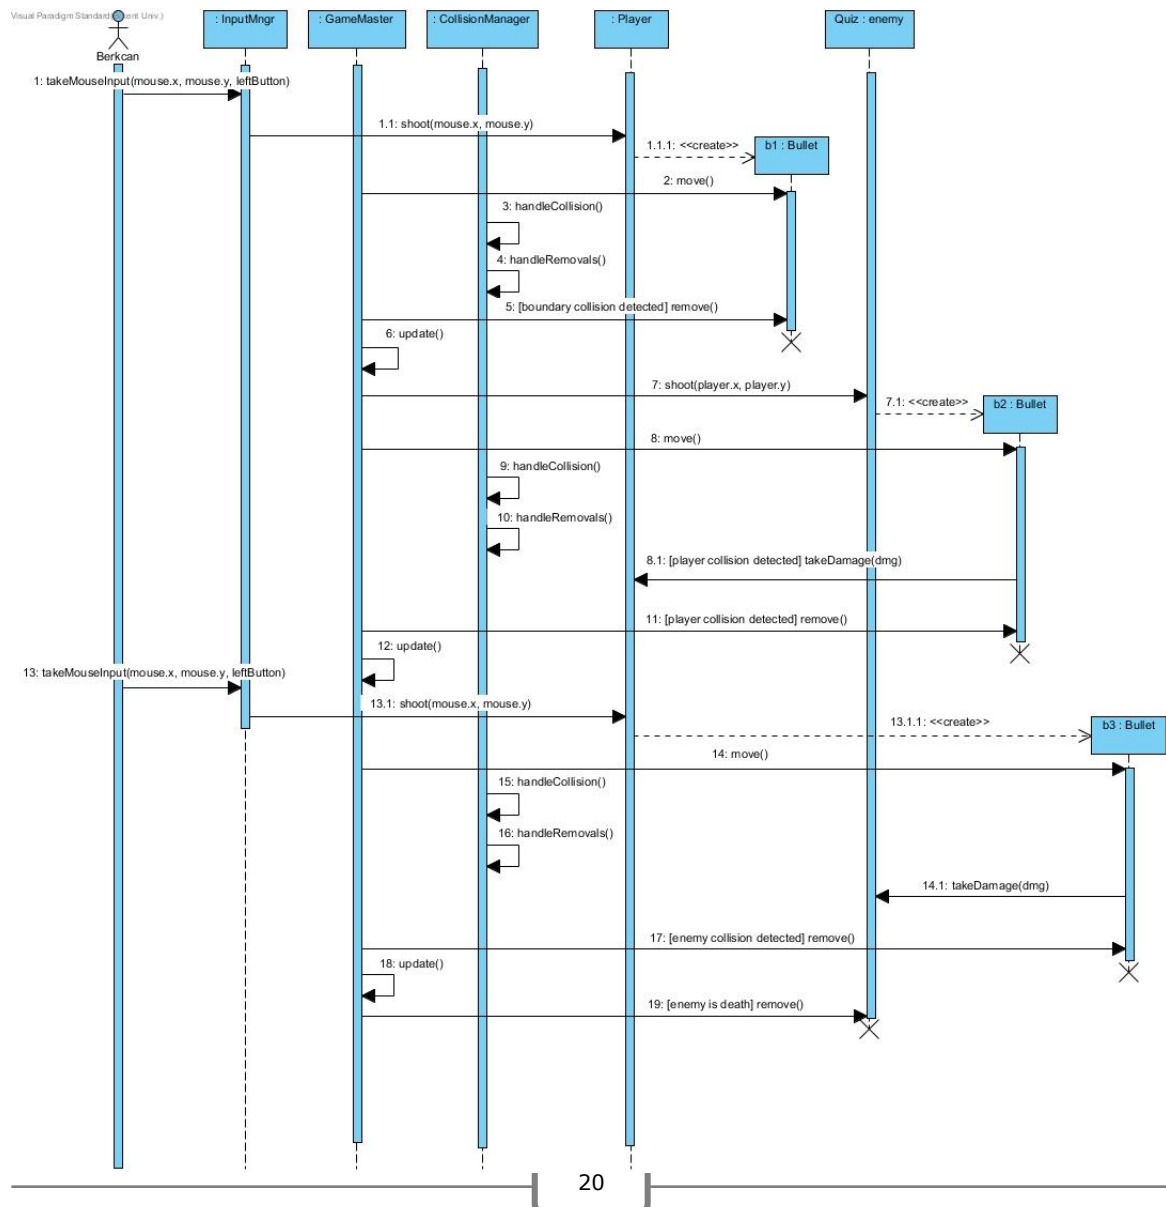 Visual Paradigm Standard
ent Univ.)
Berkcan
: InputMngr
: GameMaster
: CollisionManager
: Player
Quiz : enemy
1: takeMouseInput(mouse.x, mouse.y, leftButton)
1.1: shoot(mouse.x, mouse.y)
1.1.1: <<create>>
b1 : Bullet
2: move()
3: handleCollision()
4: handleRemovals()
5: [boundary collision detected] remove()
6: update()
7: shoot(player.x, player.y)
7.1: <<create>>
b2 : Bullet
8: move()
9: handleCollision()
10: handleRemovals()
8.1: [player collision detected] takeDamage(dmg)
11: [player collision detected] remove()
12: update()
13: takeMouseInput(mouse.x, mouse.y, leftButton)
13.1: shoot(mouse.x, mouse.y)
13.1.1: <<create>>
b3 : Bullet
14: move()
15: handleCollision()
16: handleRemovals()
14.1: takeDamage(dmg)
17: [enemy collision detected] remove()
18: update()
19: [enemy is death] remove()
20